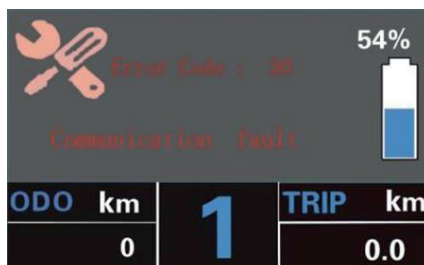 54%
Error Code : 30
Communication fault
ODO km
0
1
TRIP km
0.0